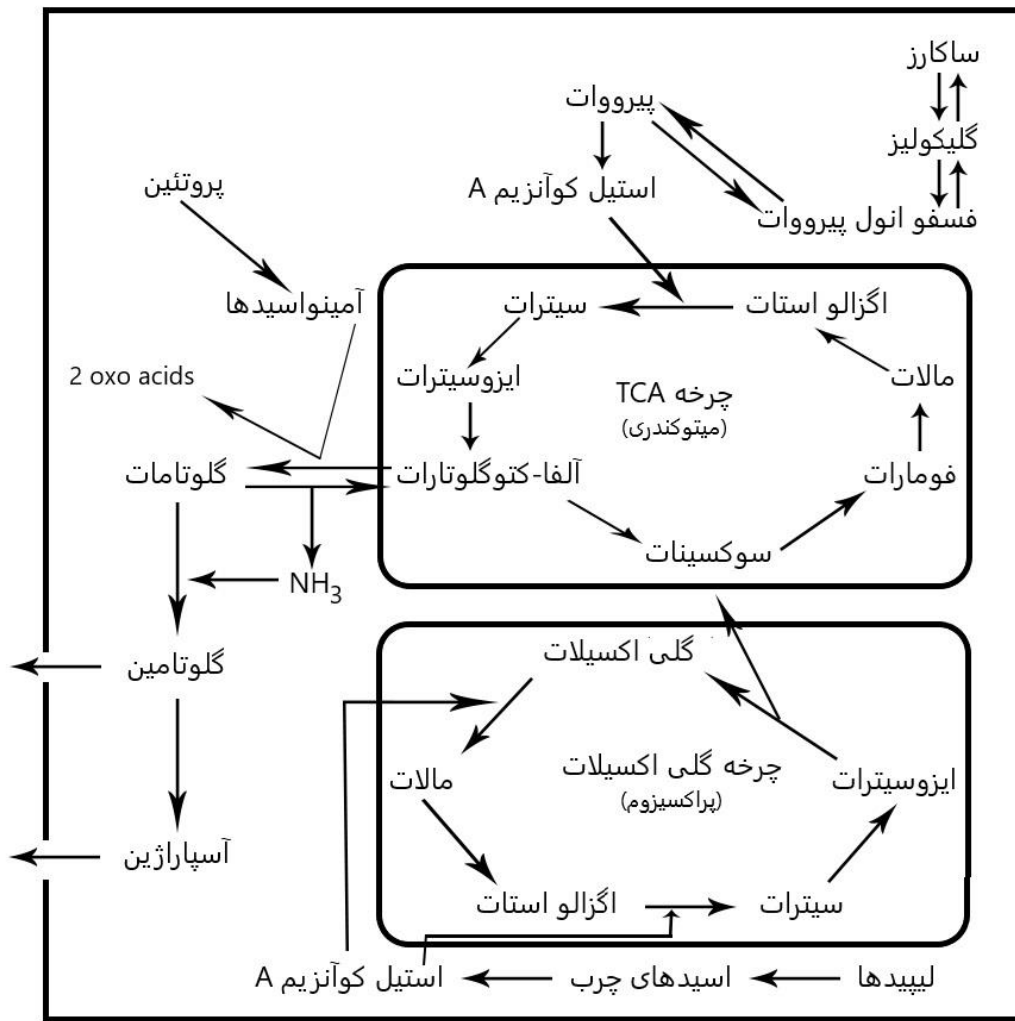 ساکارز
پیرووات
گلیکولیز
استیل کوآنزیم A
پروتئین
فسفو انول پیرووات
آمینواسیدها
سیترات
اگزالو استات
2 oxo acids
ایزوسیترات
مالات
چرخه TCA
(میتوکندری)
گلوتامات
آلفا-کتوگلوتارات
فومارات
سوکسینات
NH3
گلوتامین
گلی اکسیلات
مالات
چرخه گلی اکسیلات
(پراکسیزوم)
ایزوسیترات
آسپاراژین
اگزالو استات
سیترات
استیل کوآنزیم A
اسیدهای چرب
لیپیدها